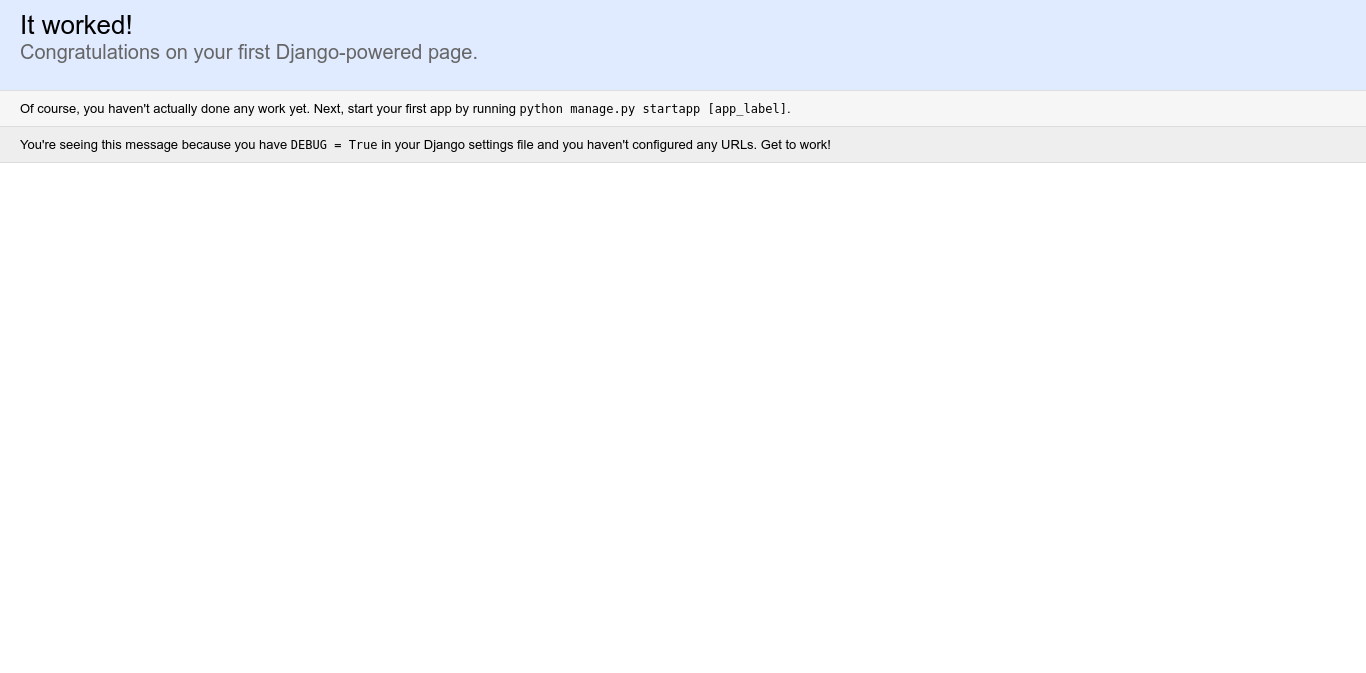 It worked!
Congratulations on your first Django-powered page.
Of course, you haven't actually done any work yet. Next, start your first app by running python manage.py startapp [app_label].
You're seeing this message because you have DEBUG = True in your Django settings file and you haven't configured any URLs. Get to work!